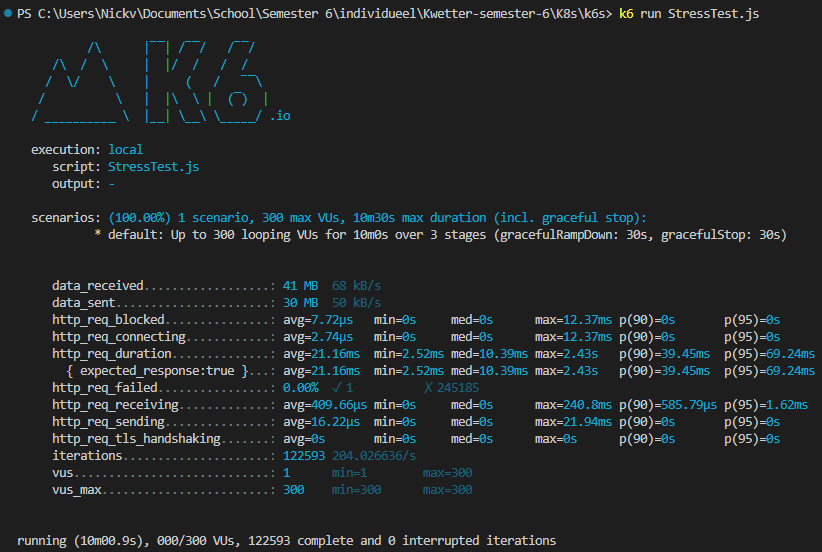 PS C:\Users\Nickv\Documents\School\Semester 6\individueel\Kwetter-semester-6\K8s\k6s> k6 run StressTest.js
.io
execution: local
script: StressTest.js
output: -
scenarios: (100.00%) 1 scenario, 300 max VUs, 10m30s max duration (incl. graceful stop):
* default: Up to 300 looping VUs for 10m0s over 3 stages (gracefulRampDown: 30s, gracefulStop: 30s)
data_received..................: 41 MB 68 kB/s
data_sent......................: 30 MB 50 kB/s
http_req_blocked...............: avg=7.72µs min=0s med=0s max=12.37ms p(90)=0s p(95)=0s
http_req_connecting............: avg=2.74µs min=0s med=0s max=12.37ms p(90)=0s p(95)=0s
http_req_duration..............: avg=21.16ms min=2.52ms med=10.39ms max=2.43s p(90)=39.45ms p(95)=69.24ms
{ expected_response:true }...: avg=21.16ms min=2.52ms med=10.39ms max=2.43s p(90)=39.45ms p(95)=69.24ms
http_req_failed................: 0.00% ✓ 1 ✗ 245185
http_req_receiving.............: avg=409.66µs min=0s med=0s max=240.8ms p(90)=585.79µs p(95)=1.62ms
http_req_sending...............: avg=16.22µs min=0s med=0s max=21.94ms p(90)=0s p(95)=0s
http_req_tls_handshaking.......: avg=0s min=0s med=0s max=0s p(90)=0s p(95)=0s
iterations.....................: 122593 204.026636/s
vus............................: 1 min=1 max=300
vus_max........................: 300 min=300 max=300
running (10m00.9s), 000/300 VUs, 122593 complete and 0 interrupted iterations